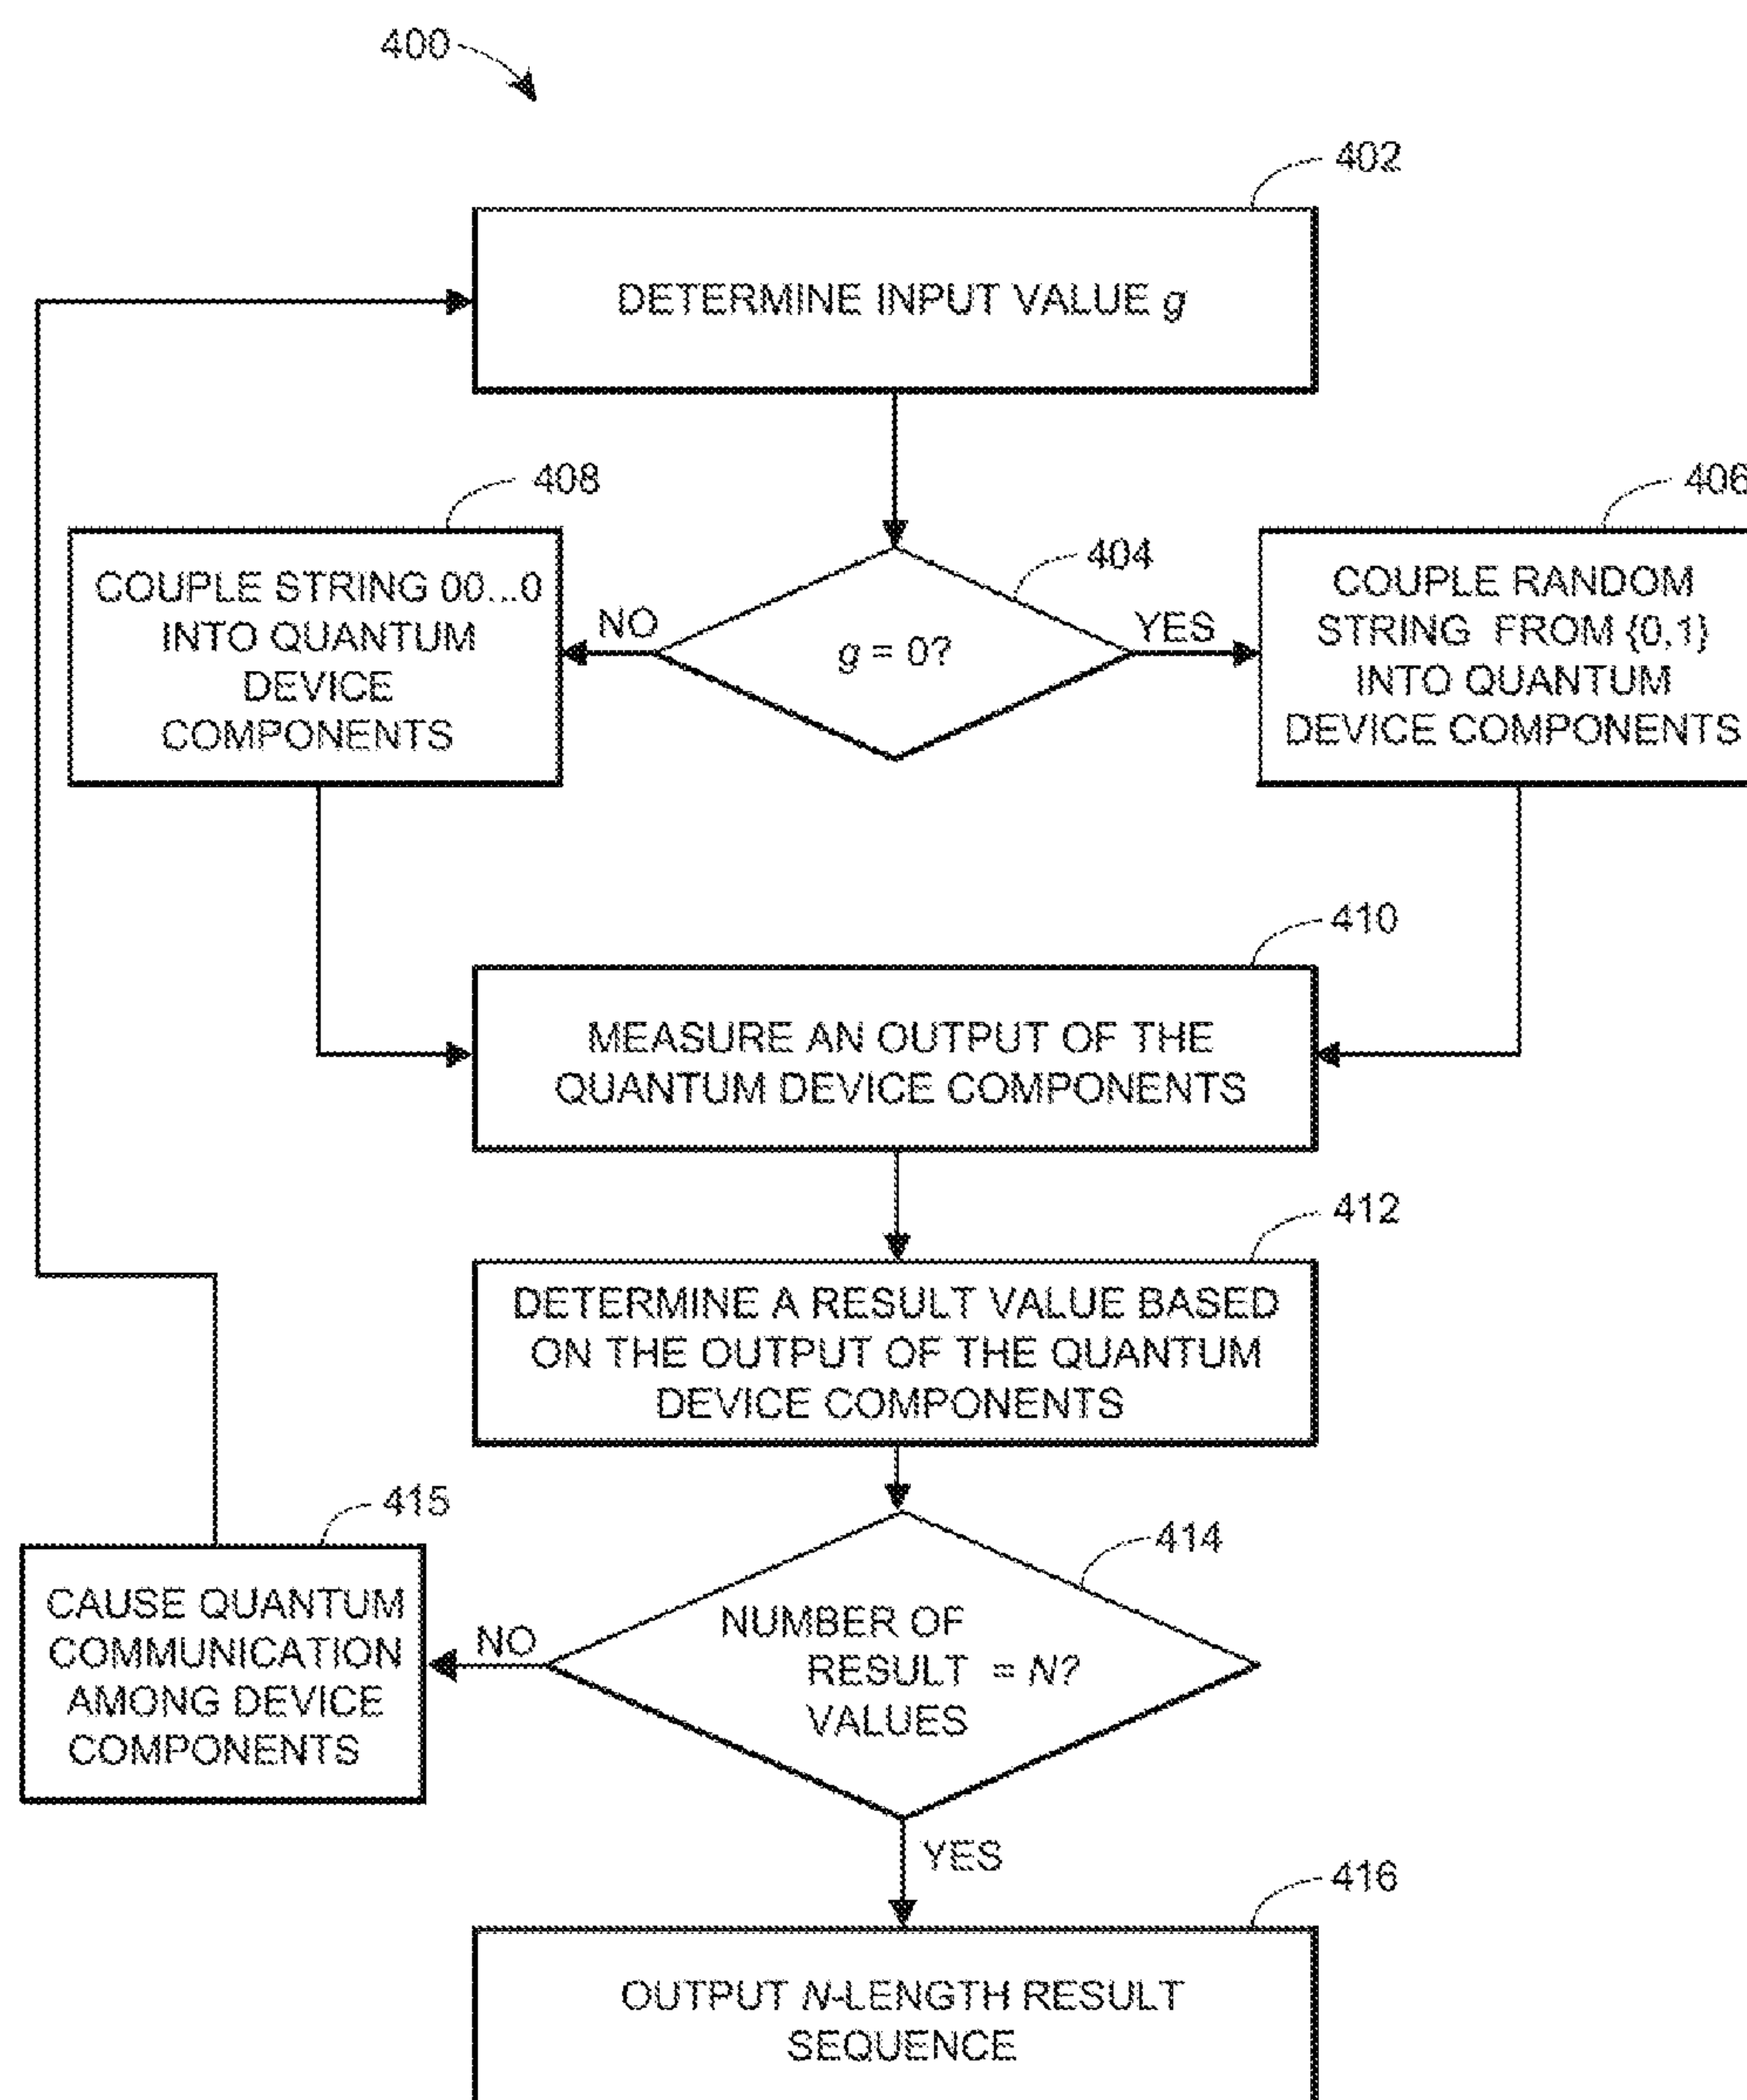 400
402
DETERMINE INPUT VALUE g
408
406
COUPLE STRING 00...0
INTO QUANTUM
DEVICE
COMPONENTS
NO
404
g = 0?
YES
COUPLE RANDOM
STRING FROM {0,1}
INTO QUANTUM
DEVICE COMPONENTS
410
MEASURE AN OUTPUT OF THE
QUANTUM DEVICE COMPONENTS
412
DETERMINE A RESULT VALUE BASED
ON THE OUTPUT OF THE QUANTUM
DEVICE COMPONENTS
415
CAUSE QUANTUM
COMMUNICATION
AMONG DEVICE
COMPONENTS
NO
414
NUMBER OF
RESULT = N?
VALUES
YES
416
OUTPUT N-LENGTH RESULT
SEQUENCE